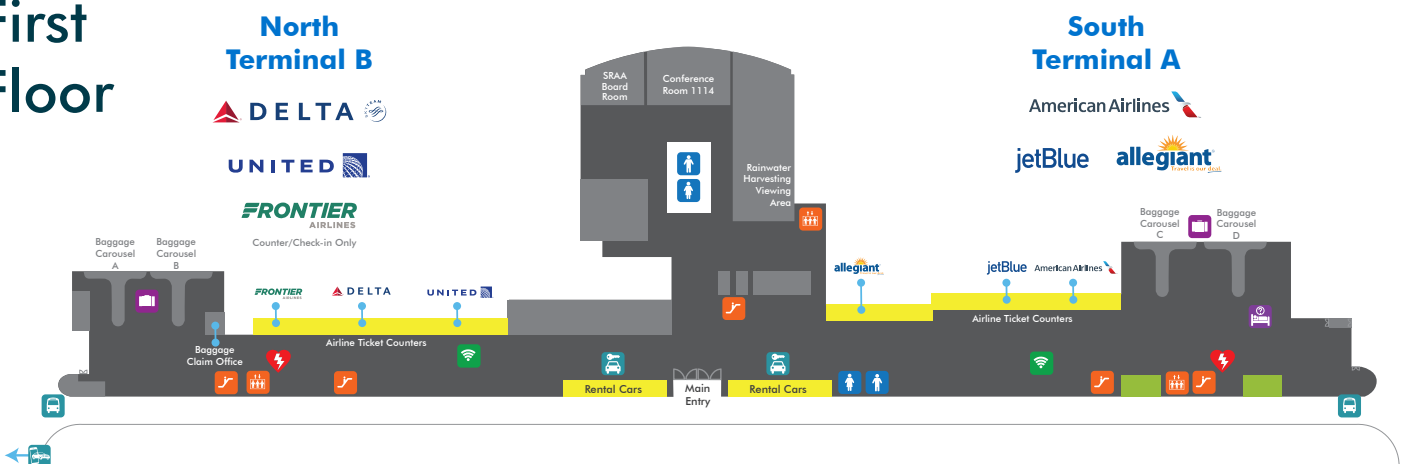 First
Floor
North
Terminal B
DELTA
SKYTEAM
UNITED
FRONTIER
AIRLINES
Counter/Check-in Only
South
Terminal A
American Airlines
jetBlue
allegiant
Travel is our deal.
SRAA
Board
Room
Conference
Room 1114
Rainwater
Harvesting
Viewing
Area
Baggage
Carousel
A
Baggage
Carousel
B
Baggage
Carousel
C
Baggage
Carousel
D
FRONTIER
AIRLINES
DELTA
UNITED
allegiant
jetBlue
American Airlines
Airline Ticket Counters
Airline Ticket Counters
Baggage
Claim Office
Rental Cars
Main
Entry
Rental Cars
?